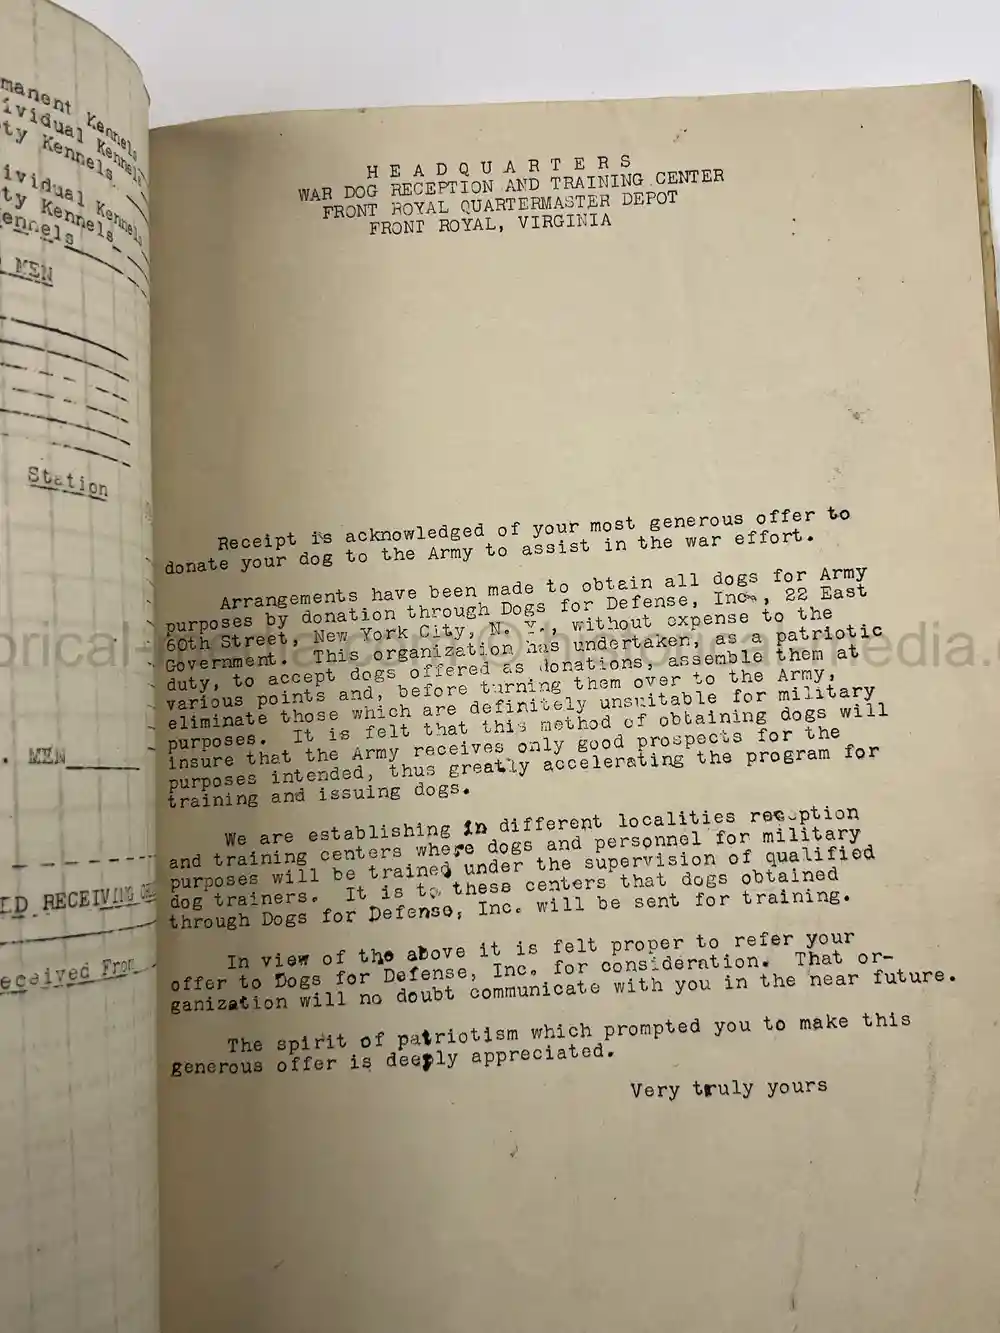 manent Kennels
ividual Kennels
ty Kennels
ividual Kennels
ty Kennels
ennels
MEN
Station
. MEN
LD RECEIVING
eceived From
H E A D Q U A R T E R S
WAR DOG RECEPTION AND TRAINING CENTER
FRONT ROYAL QUARTERMASTER DEPOT
FRONT ROYAL, VIRGINIA
Receipt is acknowledged of your most generous offer to
donate your dog to the Army to assist in the war effort.
Arrangements have been made to obtain all dogs for Army
purposes by donation through Dogs for Defense, Inc., 22 East
60th Street, New York City, N. Y., without expense to the
Government. This organization has undertaken, as a patriotic
duty, to accept dogs offered as donations, assemble them at
various points and, before turning them over to the Army,
eliminate those which are definitely unsuitable for military
purposes. It is felt that this method of obtaining dogs will
insure that the Army receives only good prospects for the
purposes intended, thus greatly accelerating the program for
training and issuing dogs.
We are establishing in different localities reception
and training centers where dogs and personnel for military
purposes will be trained under the supervision of qualified
dog trainers. It is to these centers that dogs obtained
through Dogs for Defense, Inc. will be sent for training.
In view of the above it is felt proper to refer your
offer to Dogs for Defense, Inc. for consideration. That or-
ganization will no doubt communicate with you in the near future.
The spirit of patriotism which prompted you to make this
generous offer is deeply appreciated.
Very truly yours